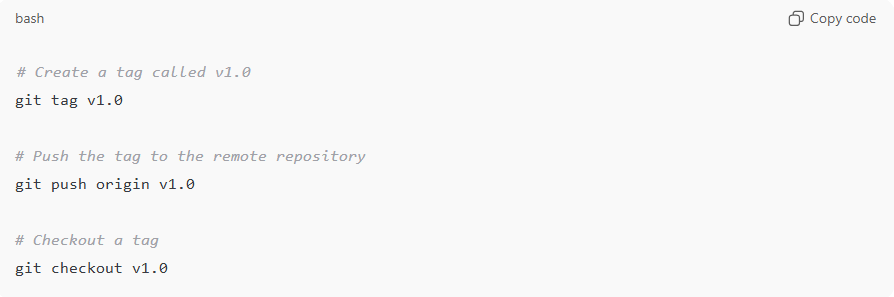 bash
Copy code
# Create a tag called v1.0
git tag v1.0
# Push the tag to the remote repository
git push origin v1.0
# Checkout a tag
git checkout v1.0